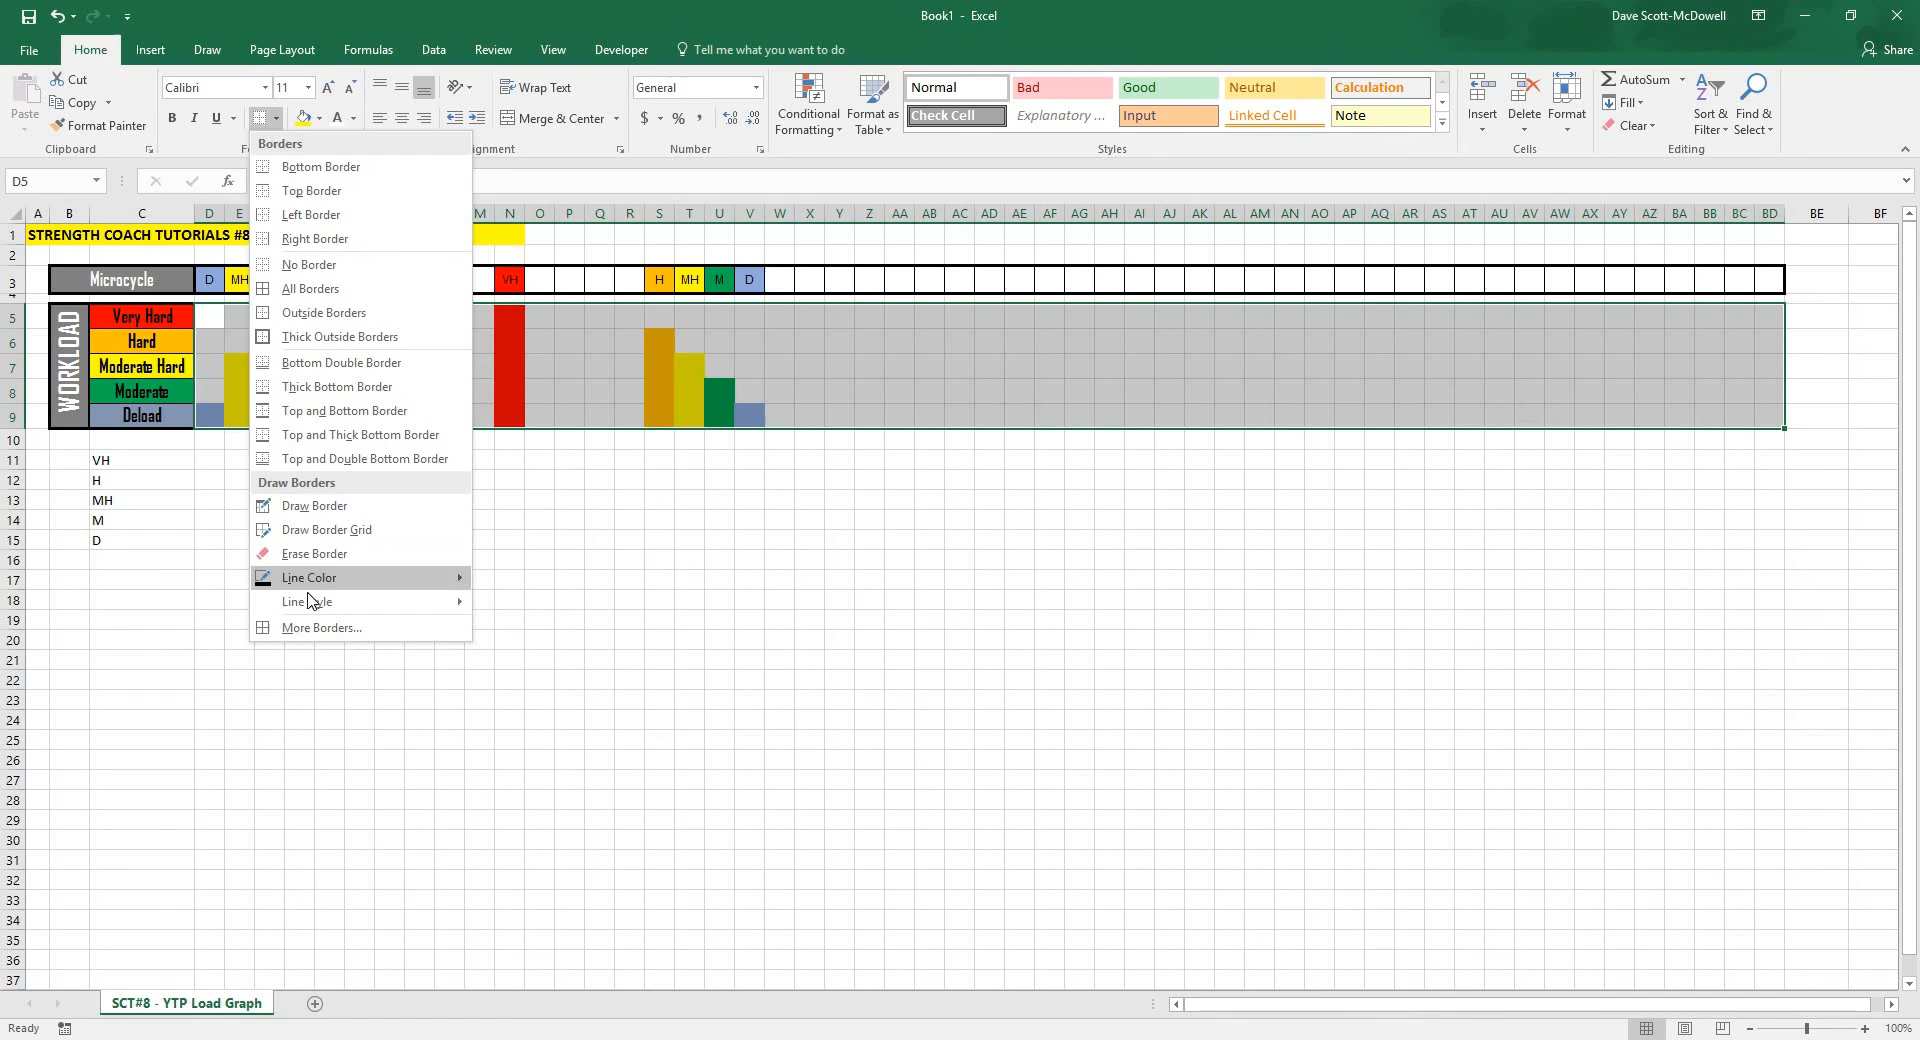 Book1 - Excel
Dave Scott-McDowell
File Home Insert Draw Page Layout Formulas Data Review View Developer Tell me what you want to do Share
Paste
Cut
Copy
Format Painter
Clipboard
Calibri 11
B I U A
Wrap Text
Merge & Center
ignment
General
$ % ,
Number
Conditional Formatting
Format as Table
Normal Bad Good Neutral Calculation
Check Cell Explanatory ... Input Linked Cell Note
Styles
Insert Delete Format
Cells
AutoSum
Fill
Clear
Sort & Filter
Find & Select
Editing
D5
fx
Borders
Bottom Border
Top Border
Left Border
Right Border
No Border
All Borders
Outside Borders
Thick Outside Borders
Bottom Double Border
Thick Bottom Border
Top and Bottom Border
Top and Thick Bottom Border
Top and Double Bottom Border
Draw Borders
Draw Border
Draw Border Grid
Erase Border
Line Color
More Borders...
A B C D E M N O P Q R S T U V W X Y Z AA AB AC AD AE AF AG AH AI AJ AK AL AM AN AO AP AQ AR AS AT AU AV AW AX AY AZ BA BB BC BD BE BF
1 STRENGTH COACH TUTORIALS #8
2
3 Microcycle D MH VH H MH M D
4
WORKLOAD
5 Very Hard
6 Hard
7 Moderate Hard
8 Moderate
9 Deload
10
11 VH
12 H
13 MH
14 M
15 D
16
17
18
19
20
21
22
23
24
25
26
27
28
29
30
31
32
33
34
35
36
37
SCT#8 - YTP Load Graph
Ready
100%